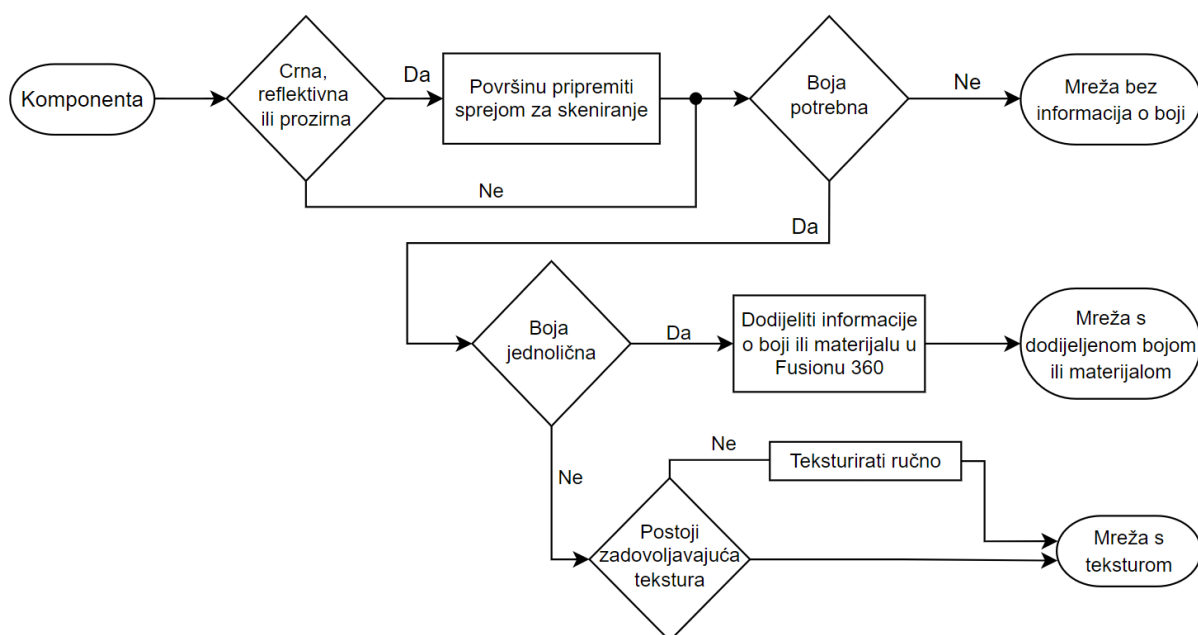 Komponenta
Crna,
reflektivna
ili prozirna
Da
Površinu pripremiti
sprejom za skeniranje
Ne
Boja
potrebna
Ne
Mreža bez
informacija o boji
Da
Boja
jednolična
Da
Dodijeliti informacije
o boji ili materijalu u
Fusionu 360
Mreža s
dodijeljenom bojom
ili materijalom
Ne
Postoji
zadovoljavajuća
tekstura
Ne
Teksturirati ručno
Mreža s
teksturom